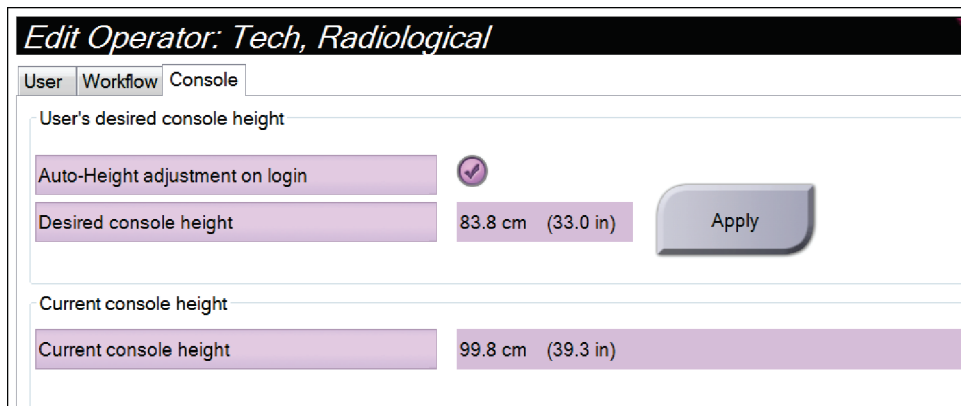 Edit Operator: Tech, Radiological
User Workflow Console
User's desired console height
Auto-Height adjustment on login
Desired console height 83.8 cm (33.0 in) Apply
Current console height
Current console height 99.8 cm (39.3 in)